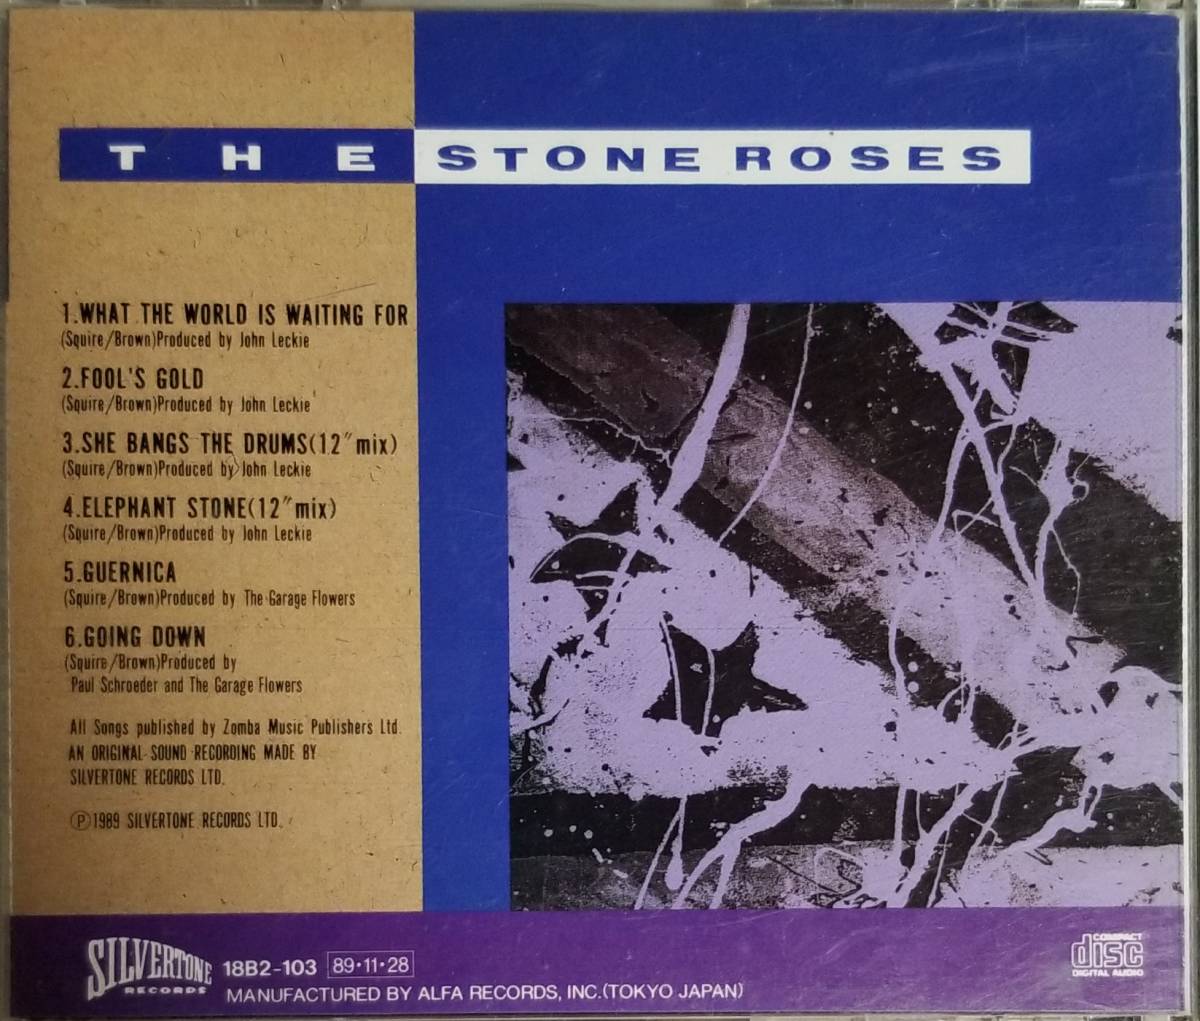 THE STONE ROSES
1.WHAT THE WORLD IS WAITING FOR
(Squire/Brown)Produced by John Leckie
2.FOOL'S GOLD
(Squire/Brown)Produced by John Leckie
3.SHE BANGS THE DRUMS(12″mix)
(Squire/Brown)Produced by John Leckie
4.ELEPHANT STONE(12″mix)
(Squire/Brown)Produced by John Leckie
5.GUERNICA
(Squire/Brown)Produced by The Garage Flowers
6.GOING DOWN
(Squire/Brown)Produced by
Paul Schroeder and The Garage Flowers
All Songs published by Zomba Music Publishers Ltd.
AN ORIGINAL SOUND RECORDING MADE BY
SILVERTONE RECORDS LTD.
Ⓟ1989 SILVERTONE RECORDS LTD.
SILVERTONE
RECORDS
18B2-103 89・11・28
MANUFACTURED BY ALFA RECORDS, INC.(TOKYO JAPAN)
COMPACT
disc
DIGITAL AUDIO